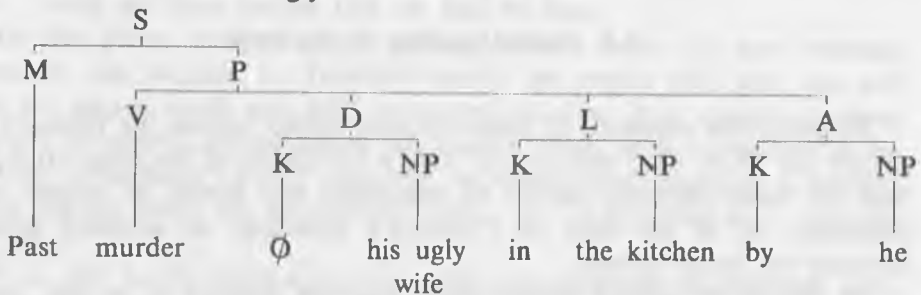 S
M P
V D L A
K NP K NP K NP
Past murder Ø his ugly in the kitchen by he
wife